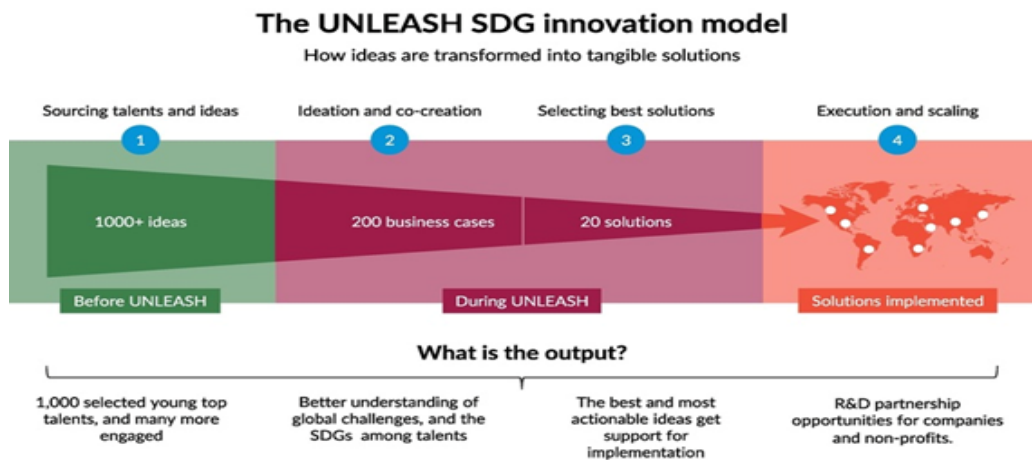 The UNLEASH SDG innovation model
How ideas are transformed into tangible solutions
Sourcing talents and ideas
Ideation and co-creation
Selecting best solutions
Execution and scaling
1
2
3
4
1000+ ideas
200 business cases
20 solutions
Before UNLEASH
During UNLEASH
Solutions implemented
What is the output?
1,000 selected young top
talents, and many more
engaged
Better understanding of
global challenges, and the
SDGs among talents
The best and most
actionable ideas get
support for
implementation
R&D partnership
opportunities for companies
and non-profits.